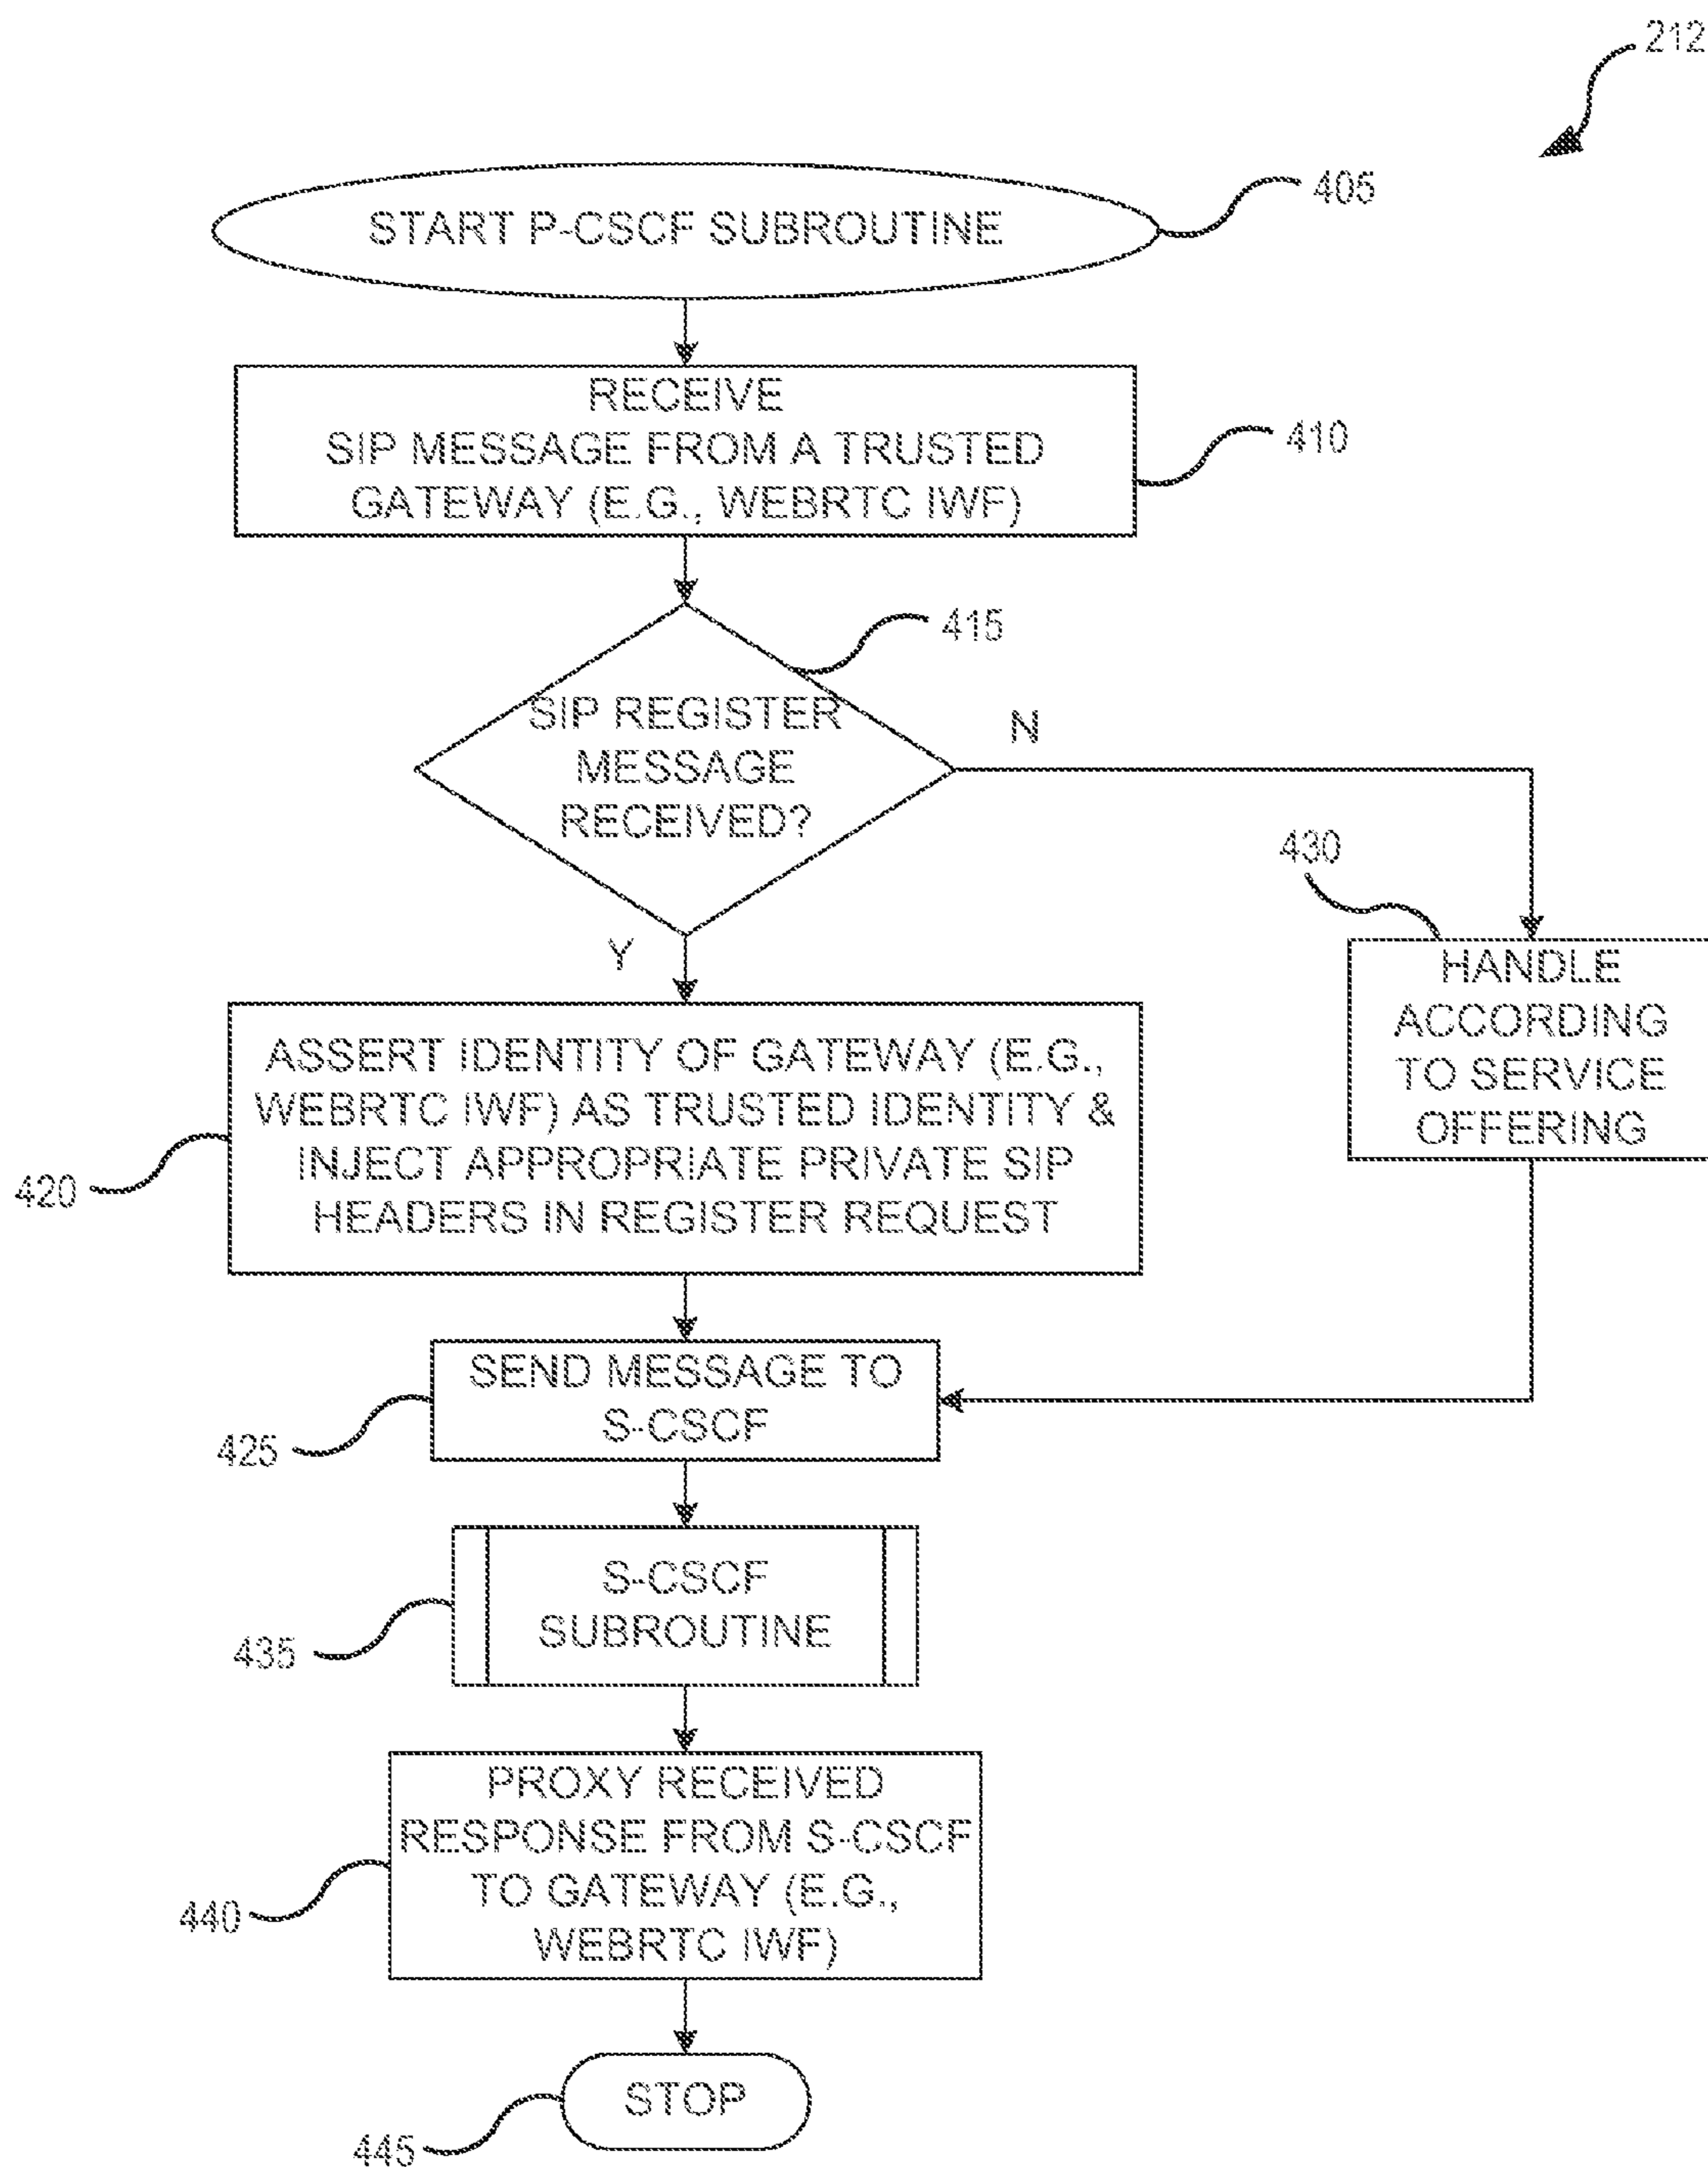 212
START P-CSCF SUBROUTINE
405
RECEIVE
SIP MESSAGE FROM A TRUSTED
GATEWAY (E.G., WEBRTC IWF)
410
415
SIP REGISTER
MESSAGE
RECEIVED?
N
Y
430
HANDLE
ACCORDING
TO SERVICE
OFFERING
ASSERT IDENTITY OF GATEWAY (E.G.,
WEBRTC IWF) AS TRUSTED IDENTITY &
INJECT APPROPRIATE PRIVATE SIP
HEADERS IN REGISTER REQUEST
420
SEND MESSAGE TO
S-CSCF
425
S-CSCF
SUBROUTINE
435
PROXY RECEIVED
RESPONSE FROM S-CSCF
TO GATEWAY (E.G.,
WEBRTC IWF)
440
STOP
445